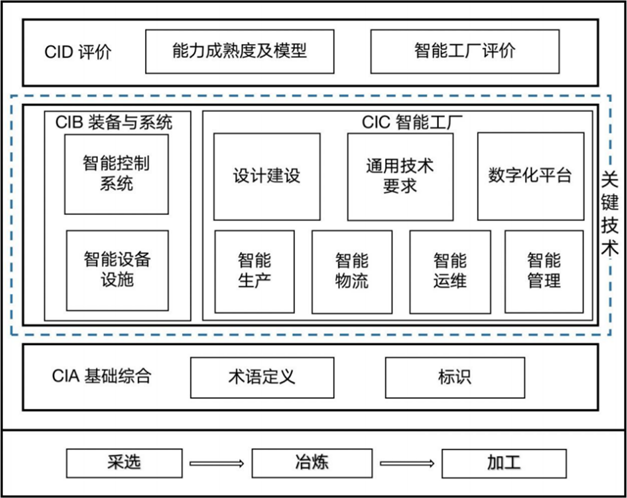 CID 评价
能力成熟度及模型
智能工厂评价
CIB 装备与系统
智能控制
系统
智能设备
设施
CIC 智能工厂
设计建设
通用技术
要求
数字化平台
智能
生产
智能
物流
智能
运维
智能
管理
关键技术
CIA 基础综合
术语定义
标识
采选
冶炼
加工